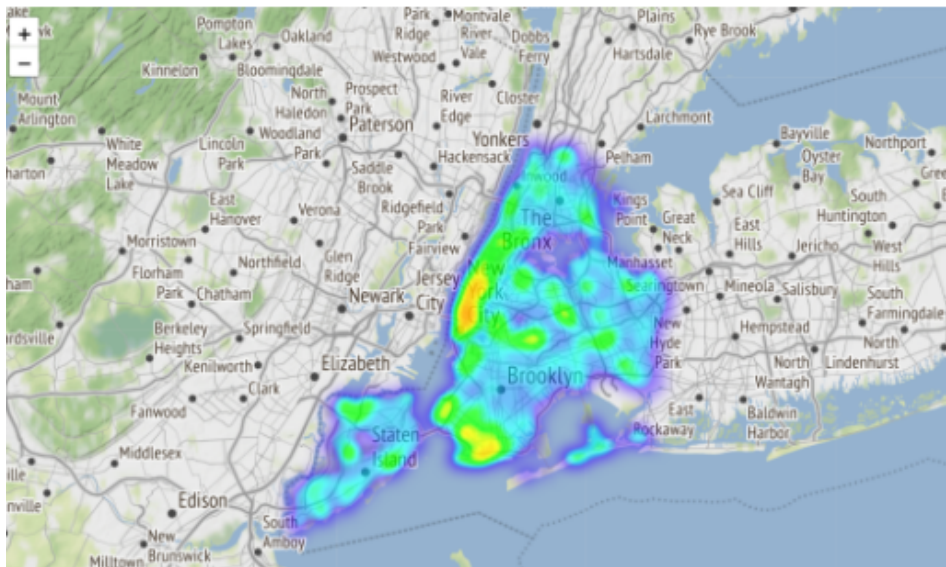 +
−
Pompton
Lakes
Oakland
Park
Ridge
Montvale
River
Vale
Westwood
Dobbs
Ferry
Plains
Rye Brook
Hartsdale
Kinnelon
Bloomingdale
Mount
Arlington
North
Haledon
Prospect
Park
Paterson
Woodland
Park
River
Edge
Closter
Yonkers
Larchmont
White
Meadow
Lake
Lincoln
Park
Saddle
Brook
Hackensack
Pelham
Bayville
Northport
Oyster
Bay
East
Hanover
Verona
Ridgefield
Park
Inwood
The
Bronx
Kings
Point
Great
Neck
Sea Cliff
South
Huntington
East
Hills
Jericho
West
Hills
Morristown
Florham
Park
Northfield
Chatham
Glen
Ridge
Fairview
Newark
Jersey
City
New
York
City
Manhasset
Searingtown
Mineola
Salisbury
South
Farmingdale
Berkeley
Heights
Springfield
Kenilworth
Elizabeth
New
Hyde
Park
Hempstead
North
Lindenhurst
North
Wantagh
Clark
Fanwood
Brooklyn
East
Rockaway
Baldwin
Harbor
Middlesex
Staten
Island
Edison
South
Amboy
New
Brunswick
Milltown